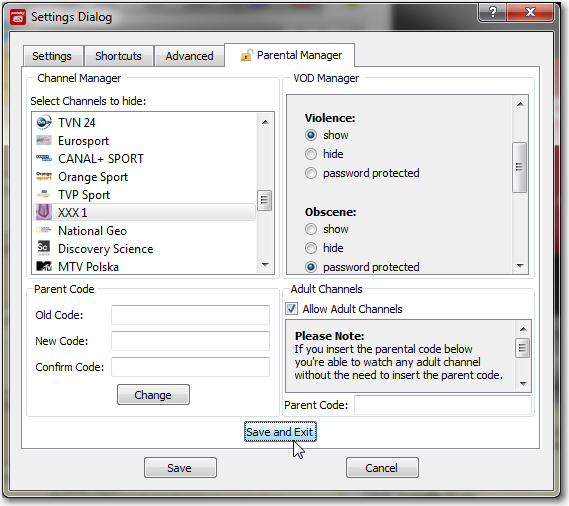 Settings Dialog
Settings
Shortcuts
Advanced
Parental Manager
Channel Manager
Select Channels to hide:
TVN 24
Eurosport
CANAL+ SPORT
Orange Sport
TVP Sport
XXX 1
National Geo
Discovery Science
MTV Polska
VOD Manager
Violence:
show
hide
password protected
Obscene:
show
hide
password protected
Parent Code
Old Code:
New Code:
Confirm Code:
Change
Adult Channels
Allow Adult Channels
Please Note:
If you insert the parental code below
you're able to watch any adult channel
without the need to insert the parent code.
Parent Code:
Save and Exit
Save
Cancel